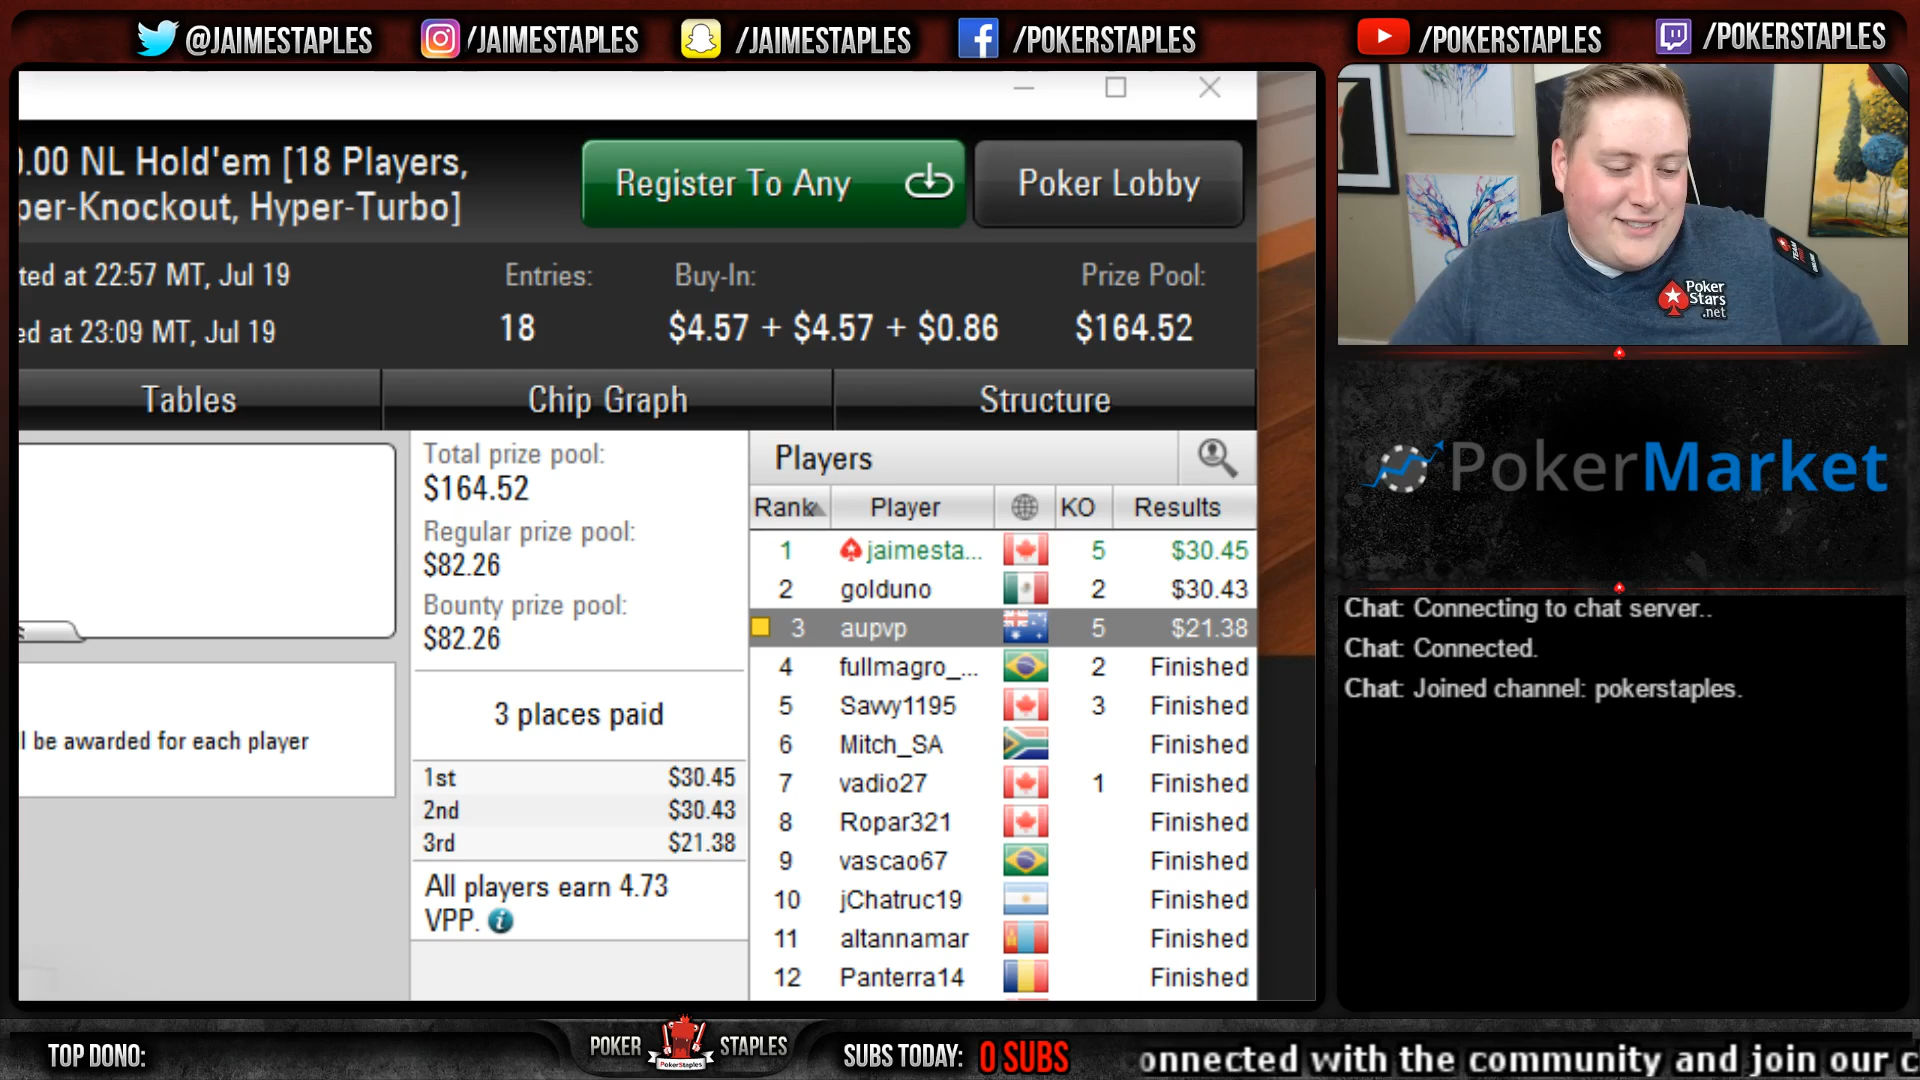 @JAIMESTAPLES
/JAIMESTAPLES
/JAIMESTAPLES
/POKERSTAPLES
/POKERSTAPLES
/POKERSTAPLES
.00 NL Hold'em [18 Players,
per-Knockout, Hyper-Turbo]
Register To Any
Poker Lobby
ted at 22:57 MT, Jul 19
ed at 23:09 MT, Jul 19
Entries:
18
Buy-In:
$4.57 + $4.57 + $0.86
Prize Pool:
$164.52
Tables
Chip Graph
Structure
l be awarded for each player
Total prize pool:
$164.52
Regular prize pool:
$82.26
Bounty prize pool:
$82.26
3 places paid
1st $30.45
2nd $30.43
3rd $21.38
All players earn 4.73
VPP.
Players
Rank Player KO Results
1 jaimesta... 5 $30.45
2 golduno 2 $30.43
3 aupvp 5 $21.38
4 fullmagro_... 2 Finished
5 Savvy1195 3 Finished
6 Mitch_SA Finished
7 vadio27 1 Finished
8 Ropar321 Finished
9 vascao67 Finished
10 jChatruc19 Finished
11 altannamar Finished
12 Panterra14 Finished
Poker
Stars
.net
PokerMarket
Chat: Connecting to chat server..
Chat: Connected.
Chat: Joined channel: pokerstaples.
TOP DONO:
POKER STAPLES
PokerStaples
SUBS TODAY: 0 SUBS
onnected with the community and join our c